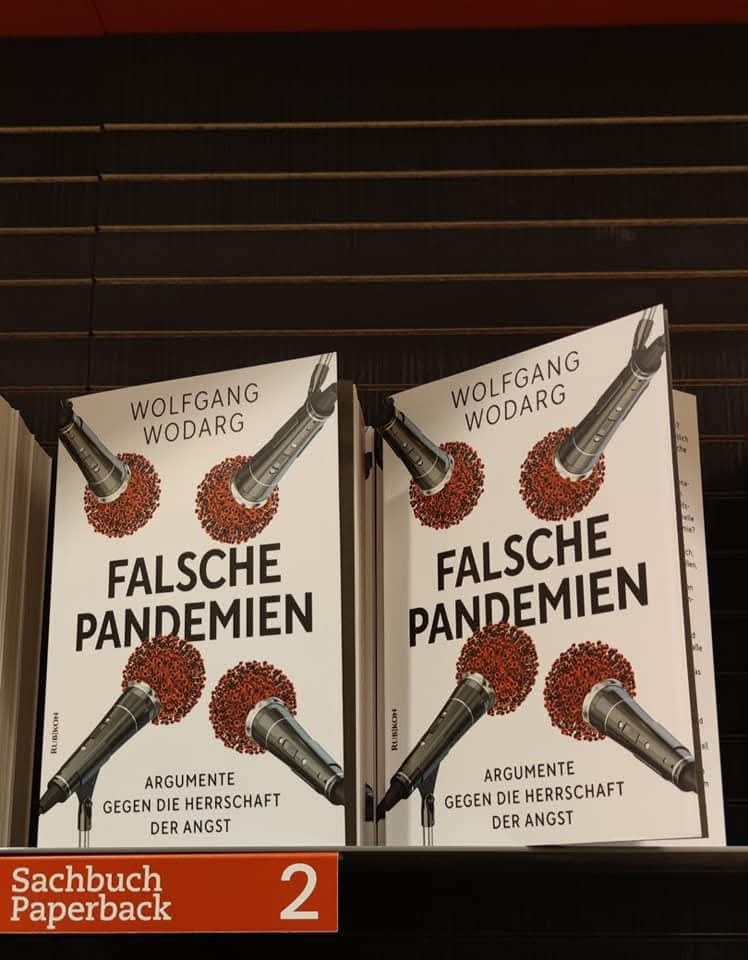 WOLFGANG
WODARG
FALSCHE
PANDEMIEN
RUBIKON
ARGUMENTE
GEGEN DIE HERRSCHAFT
DER ANGST
WOLFGANG
WODARG
FALSCHE
PANDEMIEN
RUBIKON
ARGUMENTE
GEGEN DIE HERRSCHAFT
DER ANGST
Sachbuch
Paperback
2